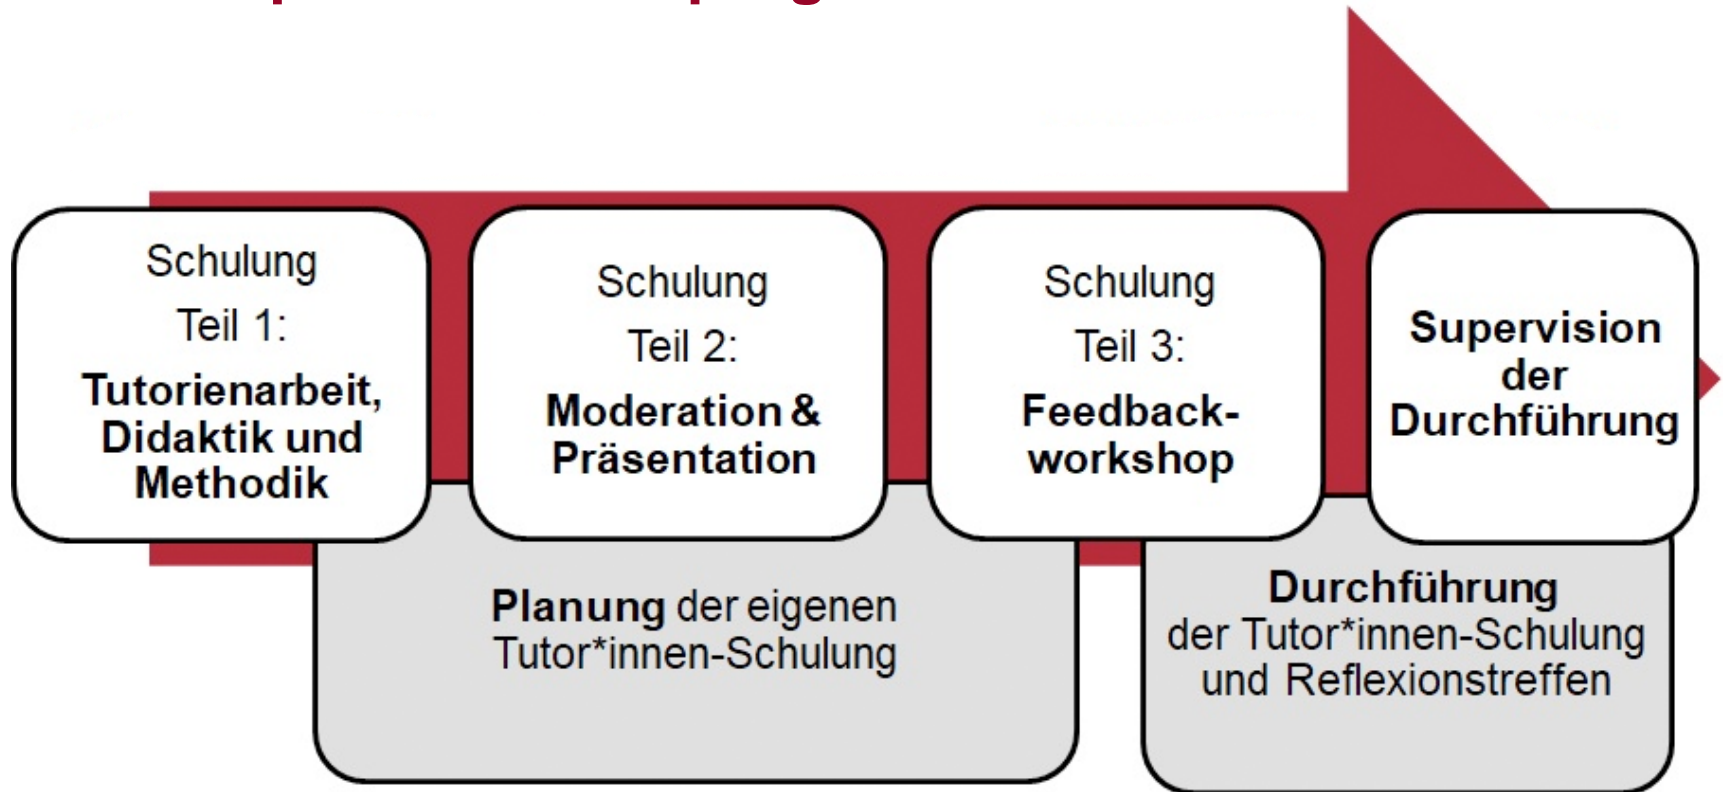 Schulung
Teil 1:
Tutorienarbeit,
Didaktik und
Methodik
Schulung
Teil 2:
Moderation &
Präsentation
Schulung
Teil 3:
Feedback-
workshop
Supervision
der
Durchführung
Planung der eigenen
Tutor*innen-Schulung
Durchführung
der Tutor*innen-Schulung
und Reflexionstreffen